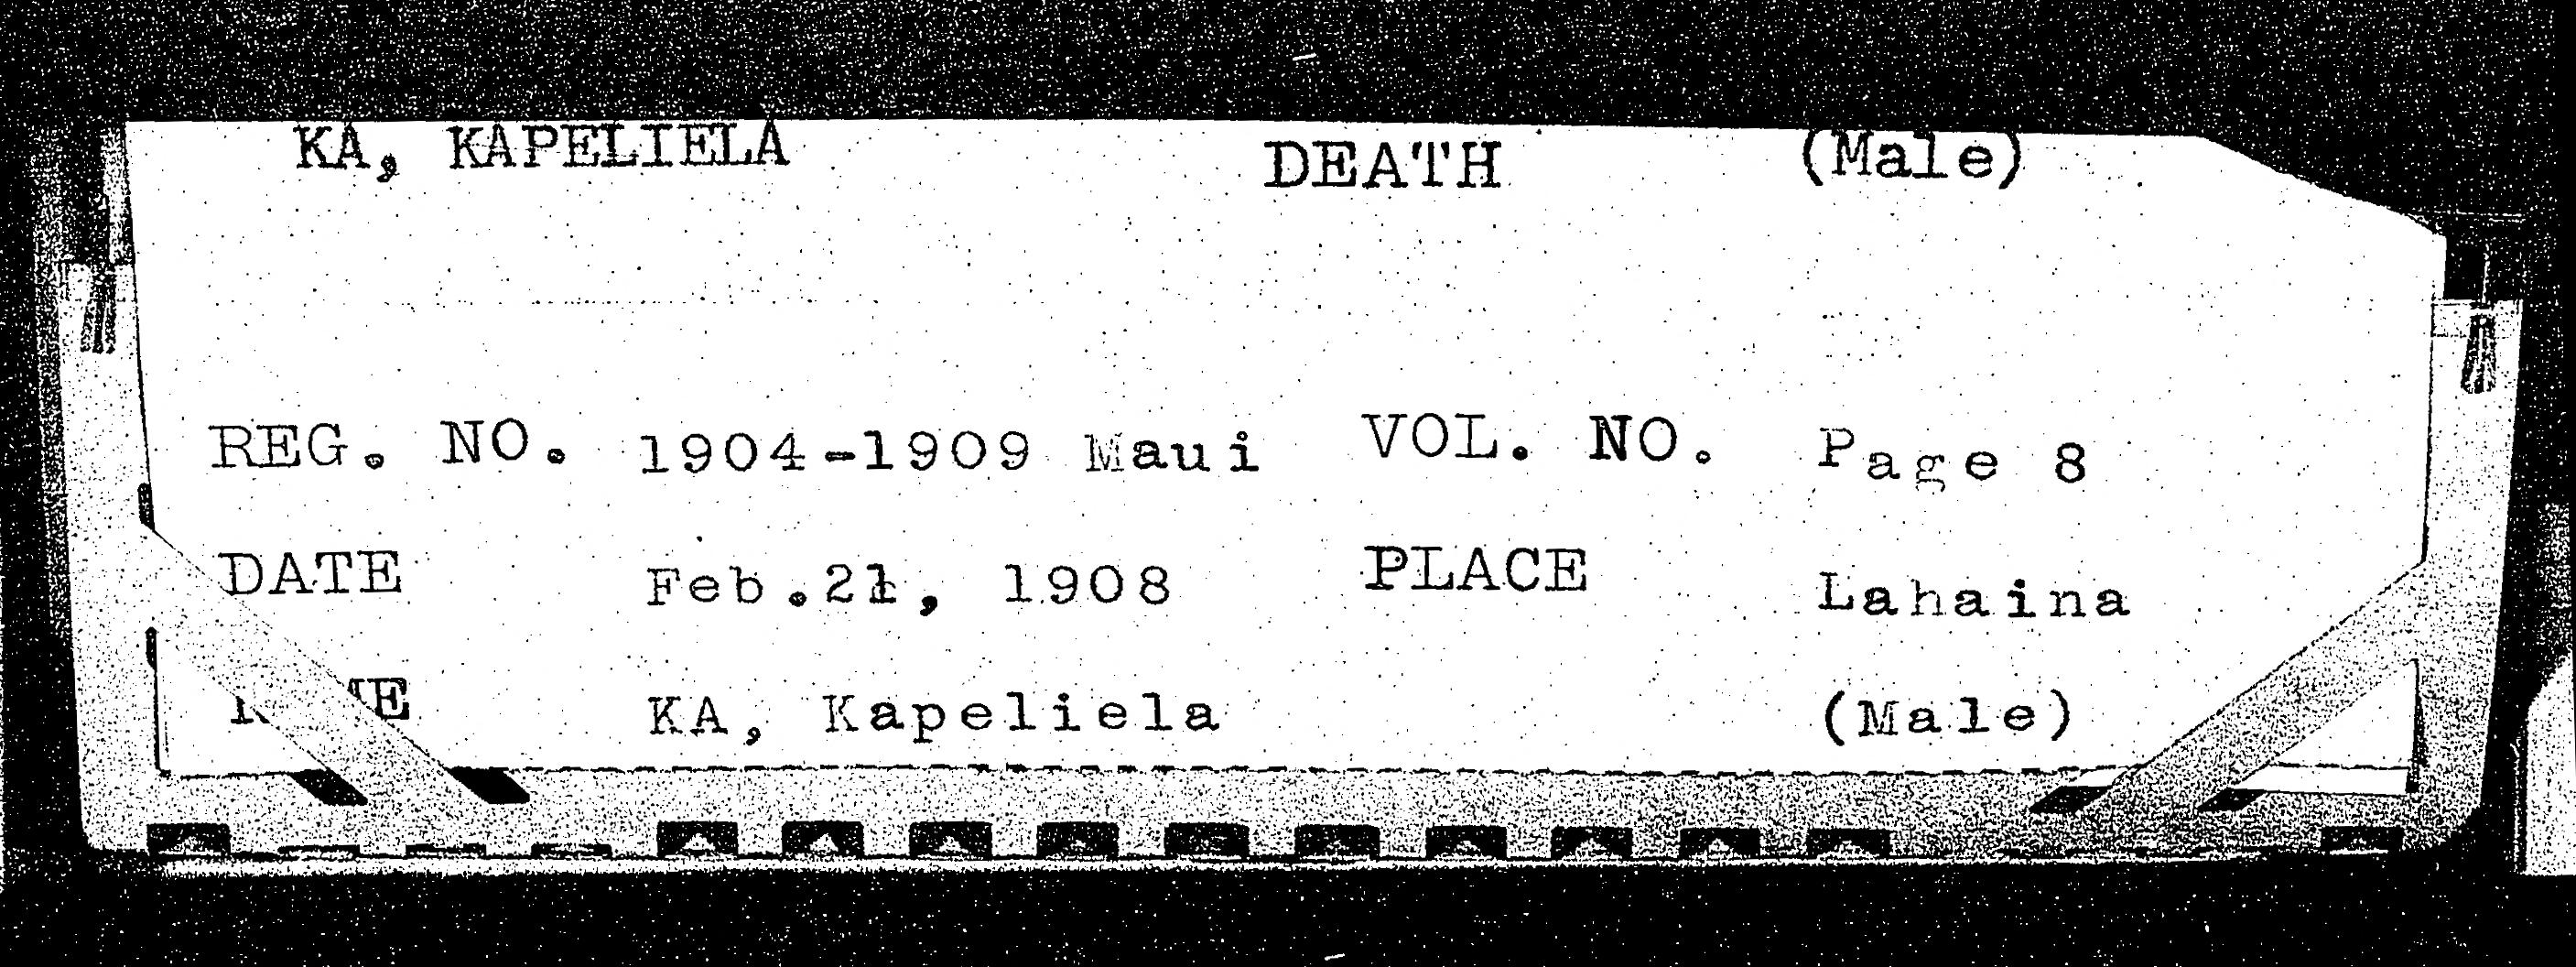 KA, KAPELIELA DEATH (Male)
REG. NO. 1904-1909 Maui VOL. NO. Page 8
DATE Feb.21, 1908 PLACE Lahaina
KA, Kapeliela (Male)